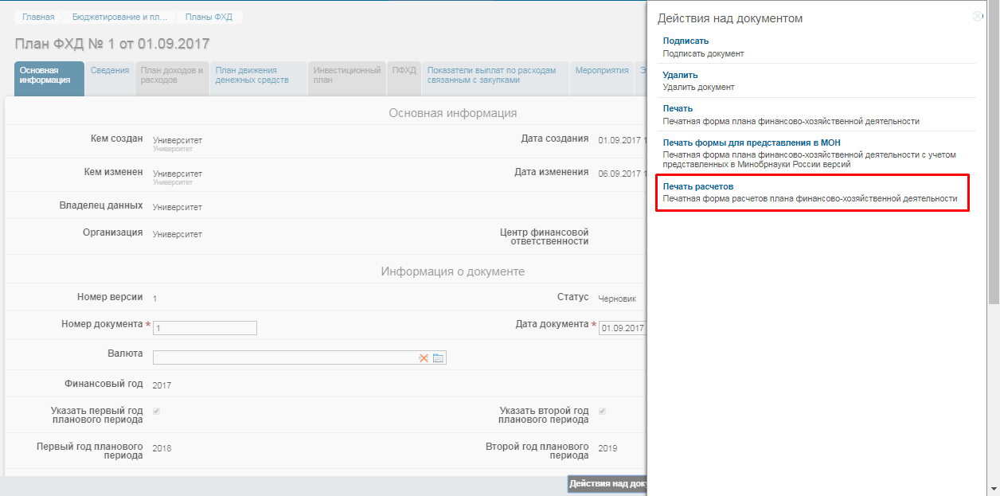 Главная
Бюджетирование и пл...
Планы ФХД
План ФХД № 1 от 01.09.2017
Основная
информация
Сведения
План доходов и
расходов
План движения
денежных средств
Инвестиционный
план
ПФХД
Показатели выплат по расходам
связанным с закупками
Мероприятия
Основная информация
Кем создан
Университет
Университет
Дата создания
01.09.2017 1
Кем изменен
Университет
Университет
Дата изменения
06.09.2017 1
Владелец данных
Университет
Организация
Университет
Центр финансовой
ответственности
Информация о документе
Номер версии
1
Статус
Черновик
Номер документа *
1
Дата документа *
01.09.2017
Валюта
Финансовый год
2017
Указать первый год
планового периода
Указать второй год
планового периода
Первый год планового
периода
2018
Второй год планового
периода
2019
Действия над док
Действия над документом
Подписать
Подписать документ
Удалить
Удалить документ
Печать
Печатная форма плана финансово-хозяйственной деятельности
Печать формы для представления в МОН
Печатная форма плана финансово-хозяйственной деятельности с учетом
представленных в Минобрнауки России версий
Печать расчетов
Печатная форма расчетов плана финансово-хозяйственной деятельности